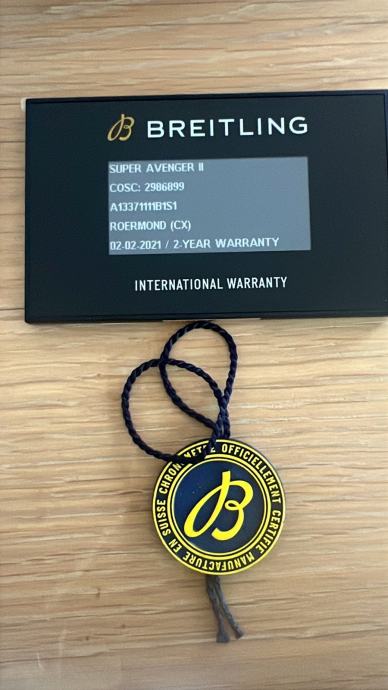 B BREITLING
SUPER AVENGER II
COSC: 2986899
A13371111B1S1
ROERMOND (CX)
02-02-2021 / 2-YEAR WARRANTY
INTERNATIONAL WARRANTY
CHRONOMETRE OFFICIELLEMENT CERTIFIE MANUFACTURE EN SUISSE
B